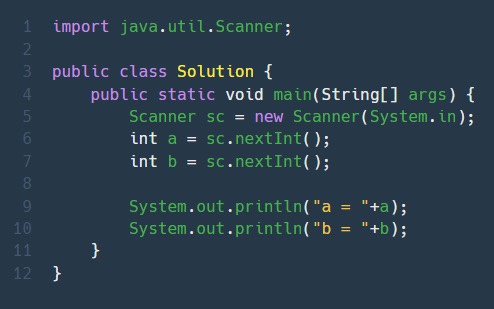 1 import java.util.Scanner;
2
3 public class Solution {
4     public static void main(String[] args) {
5         Scanner sc = new Scanner(System.in);
6         int a = sc.nextInt();
7         int b = sc.nextInt();
8
9         System.out.println("a = "+a);
10         System.out.println("b = "+b);
11     }
12 }